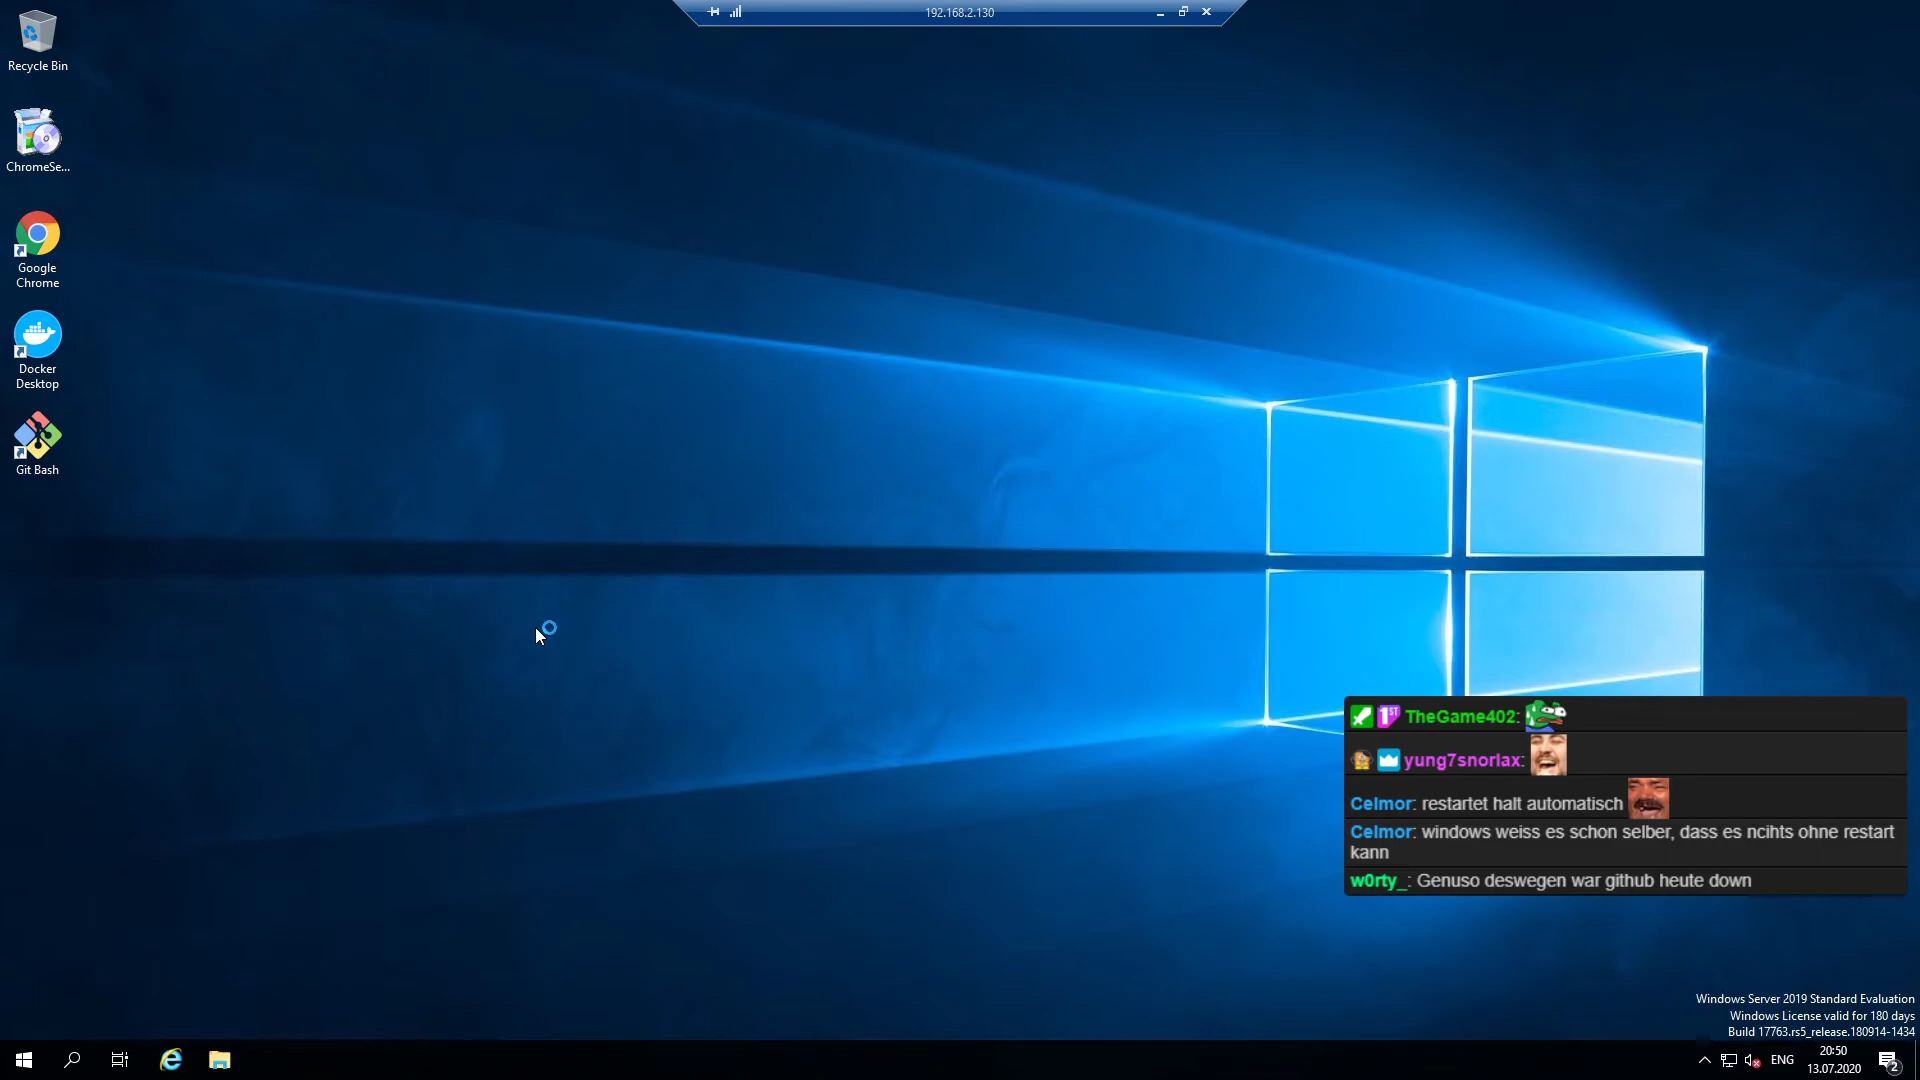 192.168.2.130
Recycle Bin
ChromeSe...
Google
Chrome
Docker
Desktop
Git Bash
1ST TheGame402:
yung7snorlax:
Celmor: restartet halt automatisch
Celmor: windows weiss es schon selber, dass es ncihts ohne restart
kann
w0rty_: Genuso deswegen war github heute down
Windows Server 2019 Standard Evaluation
Windows License valid for 180 days
Build 17763.rs5_release.180914-1434
ENG
20:50
13.07.2020
2